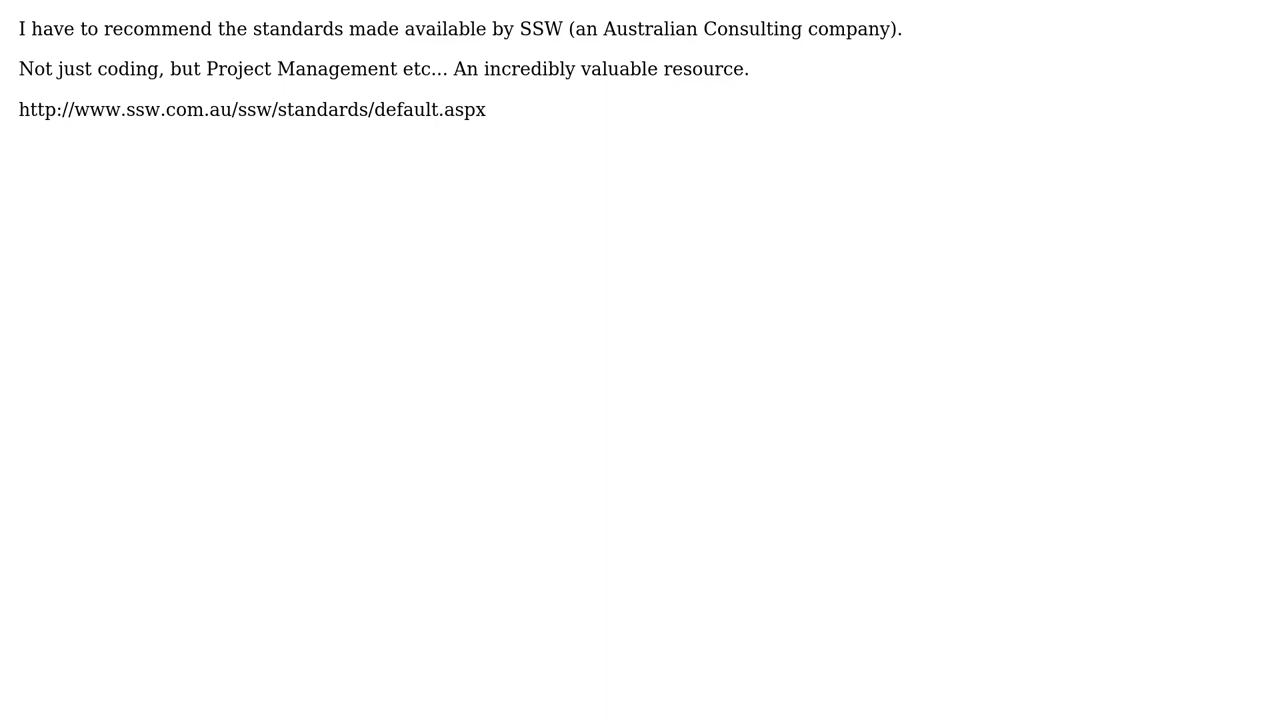 I have to recommend the standards made available by SSW (an Australian Consulting company).
Not just coding, but Project Management etc... An incredibly valuable resource.
http://www.ssw.com.au/ssw/standards/default.aspx